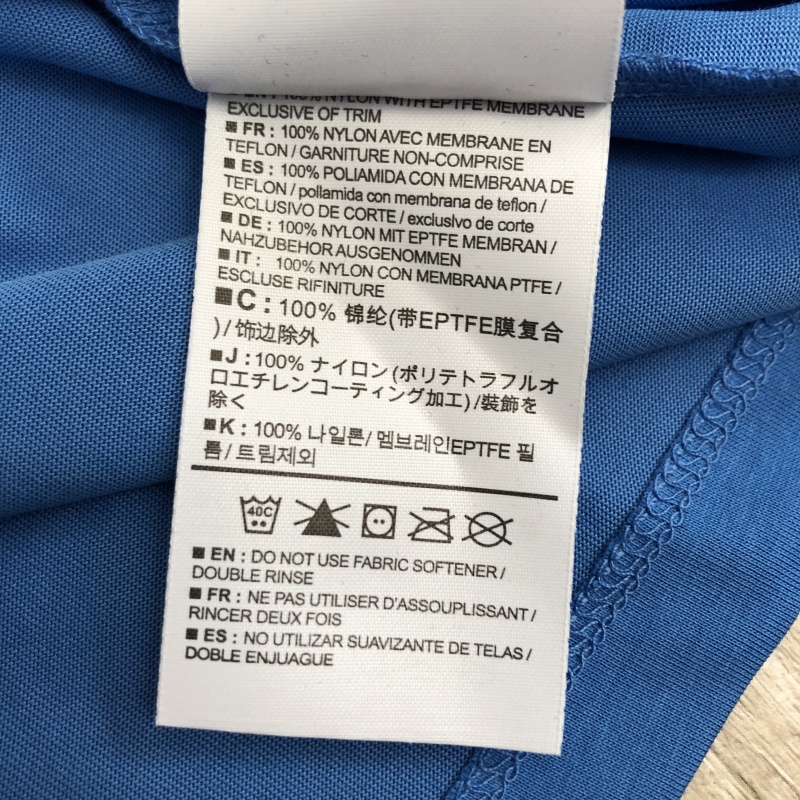 EN : 100% NYLON WITH EPTFE MEMBRANE
EXCLUSIVE OF TRIM
■ FR : 100% NYLON AVEC MEMBRANE EN
TEFLON / GARNITURE NON-COMPRISE
■ ES : 100% POLIAMIDA CON MEMBRANA DE
TEFLON / poliamida con membrana de teflon /
EXCLUSIVO DE CORTE / exclusivo de corte
■ DE : 100% NYLON MIT EPTFE MEMBRAN /
NAHZUBEHOR AUSGENOMMEN
■ IT : 100% NYLON CON MEMBRANA PTFE /
ESCLUSE RIFINITURE
■ C : 100% 锦纶(带EPTFE膜复合
)/ 饰边除外
■ J : 100% ナイロン(ポリテトラフルオ
ロエチレンコーティング加工)/装飾を
除く
■ K : 100% 나일론/ 멤브레인EPTFE 필
름/ 트림제외
40C
■ EN : DO NOT USE FABRIC SOFTENER /
DOUBLE RINSE
■ FR : NE PAS UTILISER D'ASSOUPLISSANT /
RINCER DEUX FOIS
■ ES : NO UTILIZAR SUAVIZANTE DE TELAS /
DOBLE ENJUAGUE